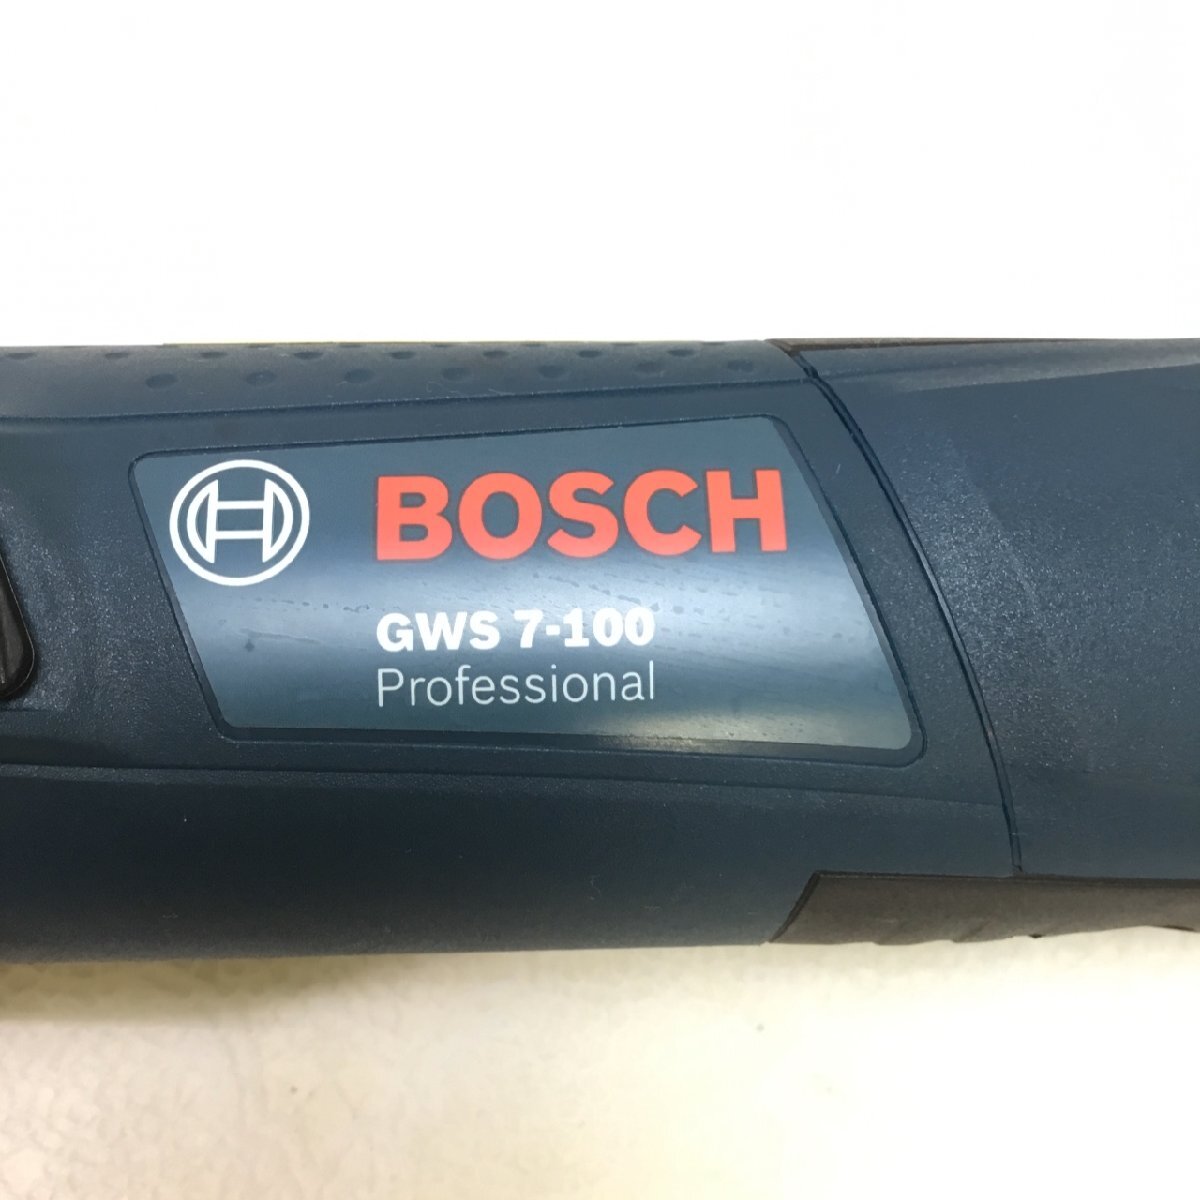 BOSCH
GWS 7-100
Professional